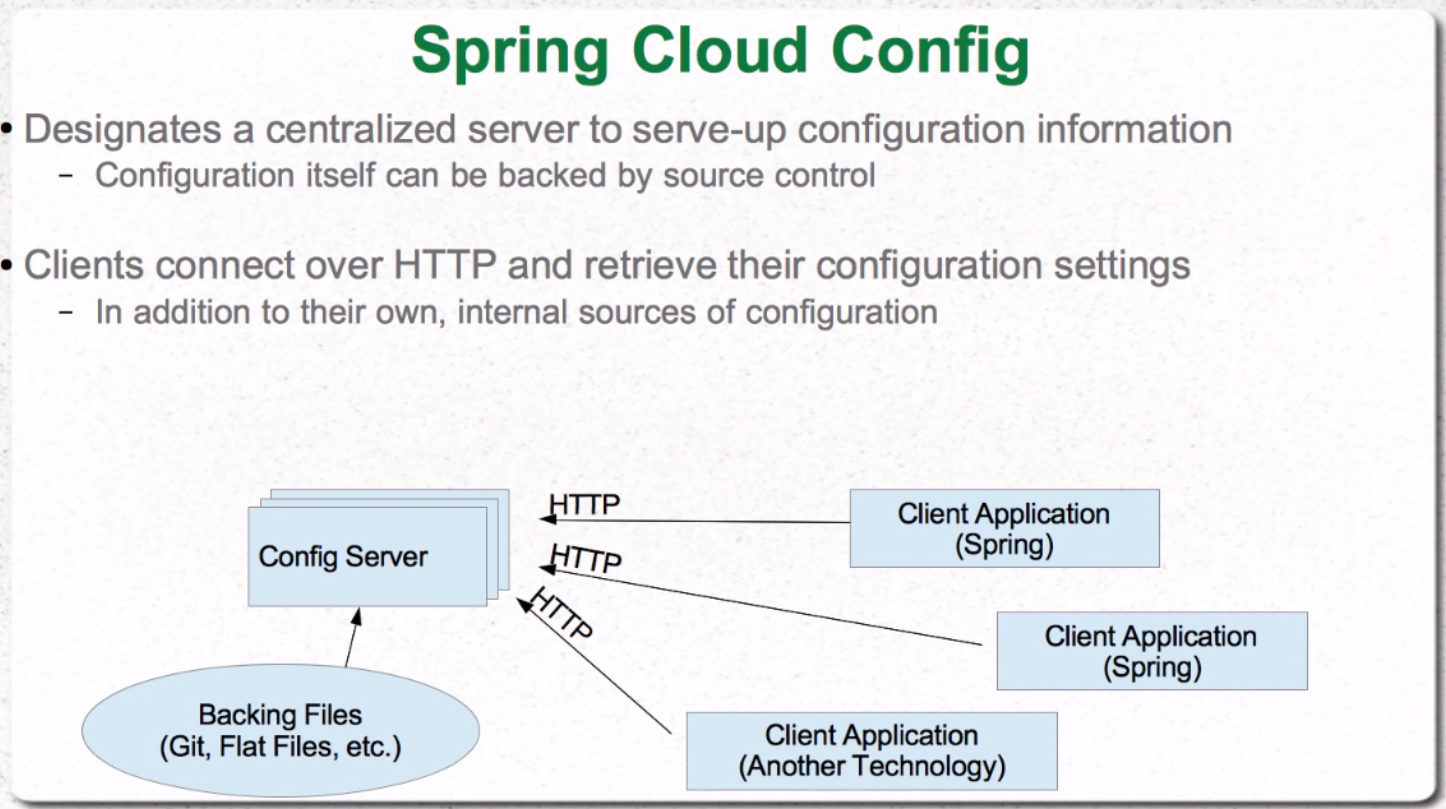 Spring Cloud Config
• Designates a centralized server to serve-up configuration information
– Configuration itself can be backed by source control
• Clients connect over HTTP and retrieve their configuration settings
– In addition to their own, internal sources of configuration
HTTP
Client Application
(Spring)
Config Server
HTTP
HTTP
Client Application
(Spring)
Backing Files
(Git, Flat Files, etc.)
Client Application
(Another Technology)